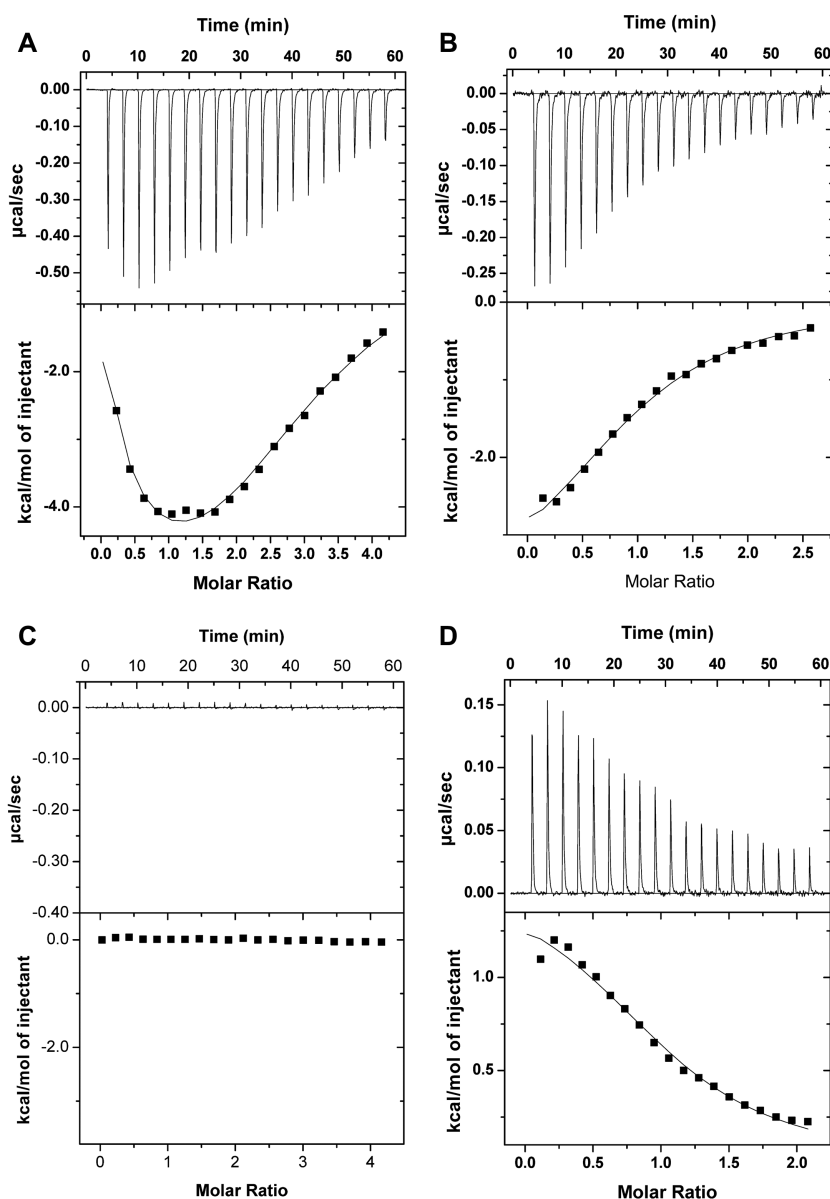 A
Time (min)
0 10 20 30 40 50 60
0.00
-0.10
-0.20
-0.30
-0.40
-0.50
µcal/sec
-2.0
-4.0
kcal/mol of injectant
0.0 0.5 1.0 1.5 2.0 2.5 3.0 3.5 4.0
Molar Ratio
B
Time (min)
0 10 20 30 40 50 60
0.00
-0.05
-0.10
-0.15
-0.20
-0.25
µcal/sec
0.0
-2.0
kcal/mol of injectant
0.0 0.5 1.0 1.5 2.0 2.5
Molar Ratio
C
Time (min)
0 10 20 30 40 50 60
0.00
-0.10
-0.20
-0.30
-0.40
µcal/sec
0.0
-2.0
kcal/mol of injectant
0 1 2 3 4
Molar Ratio
D
Time (min)
0 10 20 30 40 50 60
0.15
0.10
0.05
0.00
µcal/sec
1.0
0.5
kcal/mol of injectant
0.0 0.5 1.0 1.5 2.0
Molar Ratio